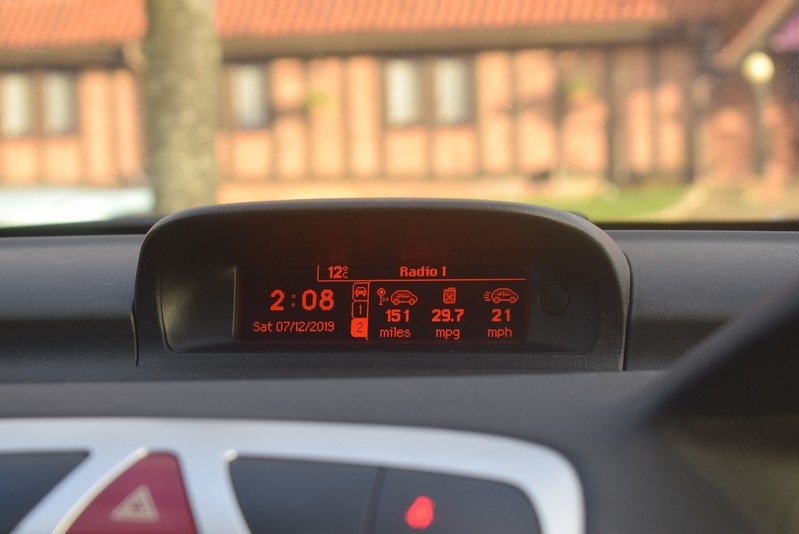 12°C Radio 1
2:08
Sat 07/12/2019
1
2
151 29.7 21
miles mpg mph